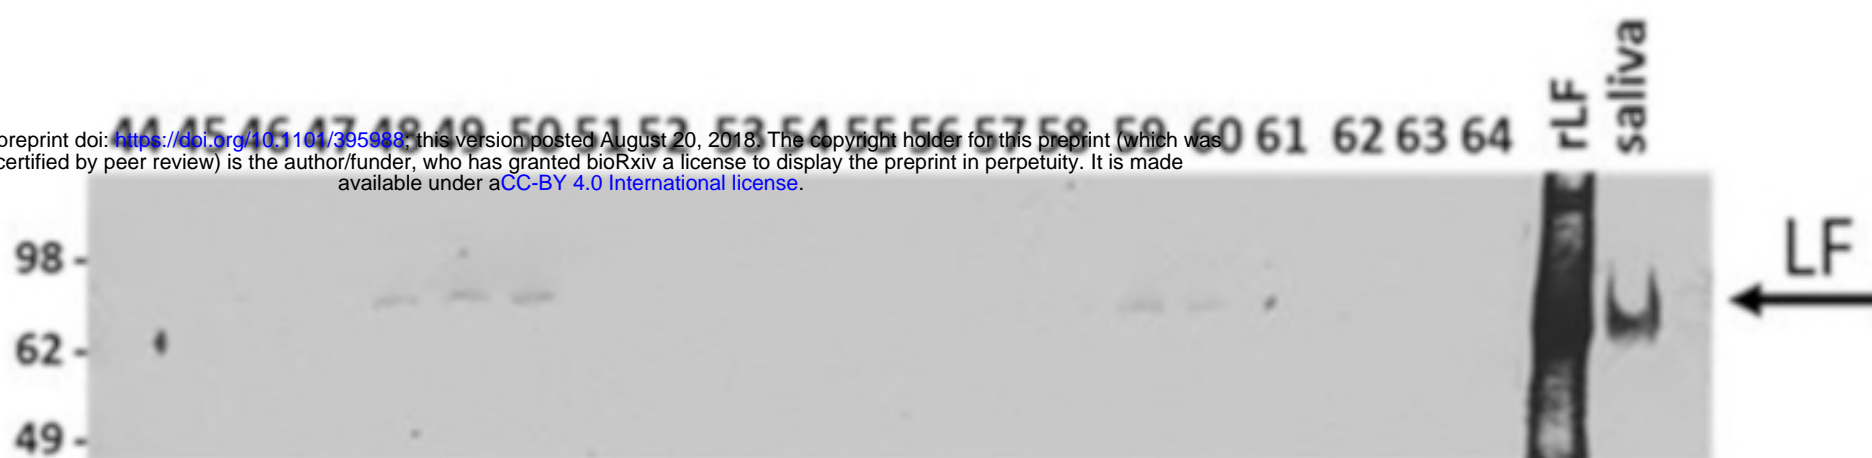 rLF
saliva
44 45 46 47 48 49 50 51 52 53 54 55 56 57 58 59 60 61 62 63 64
preprint doi: https://doi.org/10.1101/395988; this version posted August 20, 2018. The copyright holder for this preprint (which was
certified by peer review) is the author/funder, who has granted bioRxiv a license to display the preprint in perpetuity. It is made
available under aCC-BY 4.0 International license.
98 -
LF
62 -
49 -